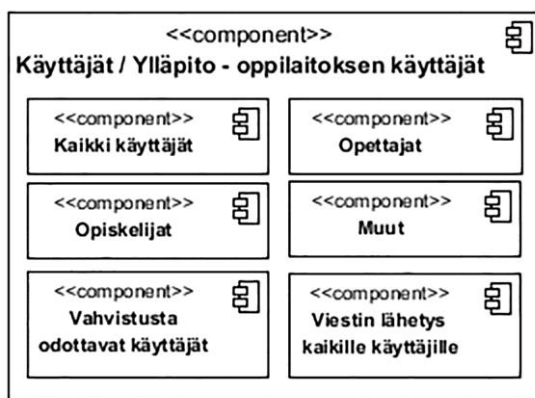 <<component>>
Käyttäjät / Ylläpito - oppilaitoksen käyttäjät
<<component>>
Kaikki käyttäjät
<<component>>
Opettajat
<<component>>
Opiskelijat
<<component>>
Muut
<<component>>
Vahvistusta
odottavat käyttäjät
<<component>>
Viestin lähetys
kaikille käyttäjille